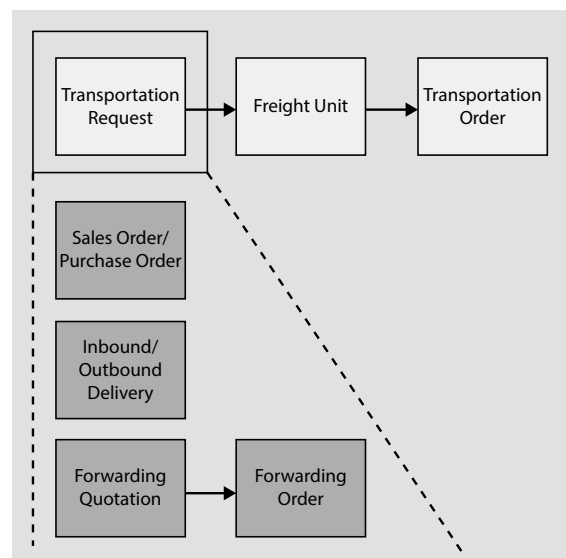 Transportation
Request
Freight Unit
Transportation
Order
Sales Order/
Purchase Order
Inbound/
Outbound
Delivery
Forwarding
Quotation
Forwarding
Order